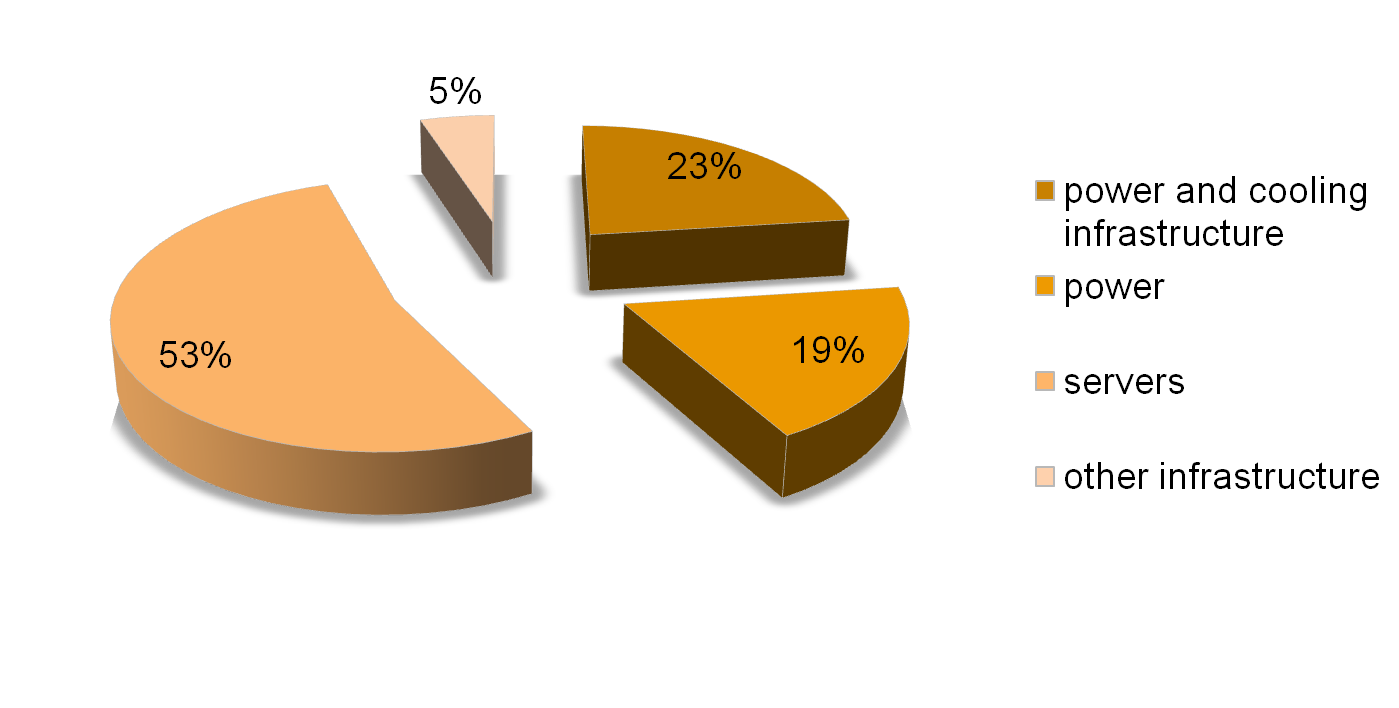 5%
23%
53%
19%
power and cooling
infrastructure
power
servers
other infrastructure